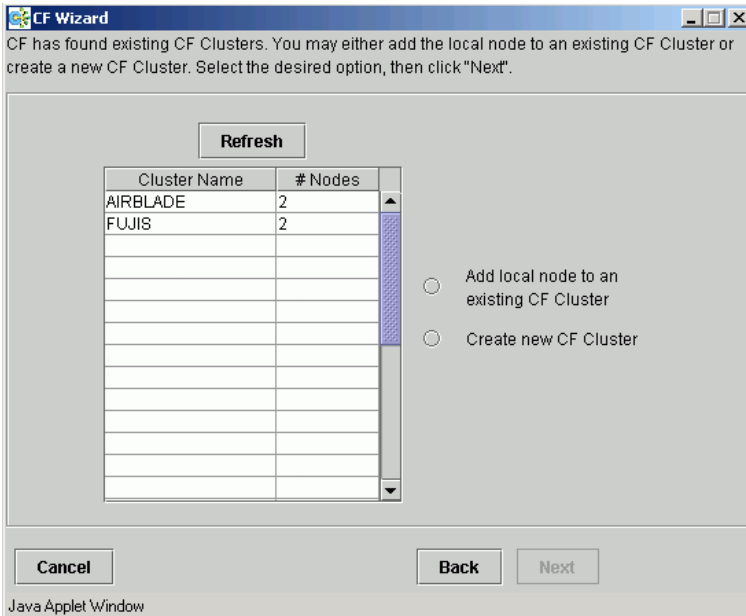 CF Wizard
CF has found existing CF Clusters. You may either add the local node to an existing CF Cluster or
create a new CF Cluster. Select the desired option, then click "Next".
Refresh
Cluster Name # Nodes
AIRBLADE 2
FUJIS 2
Add local node to an
existing CF Cluster
Create new CF Cluster
Cancel Back Next
Java Applet Window